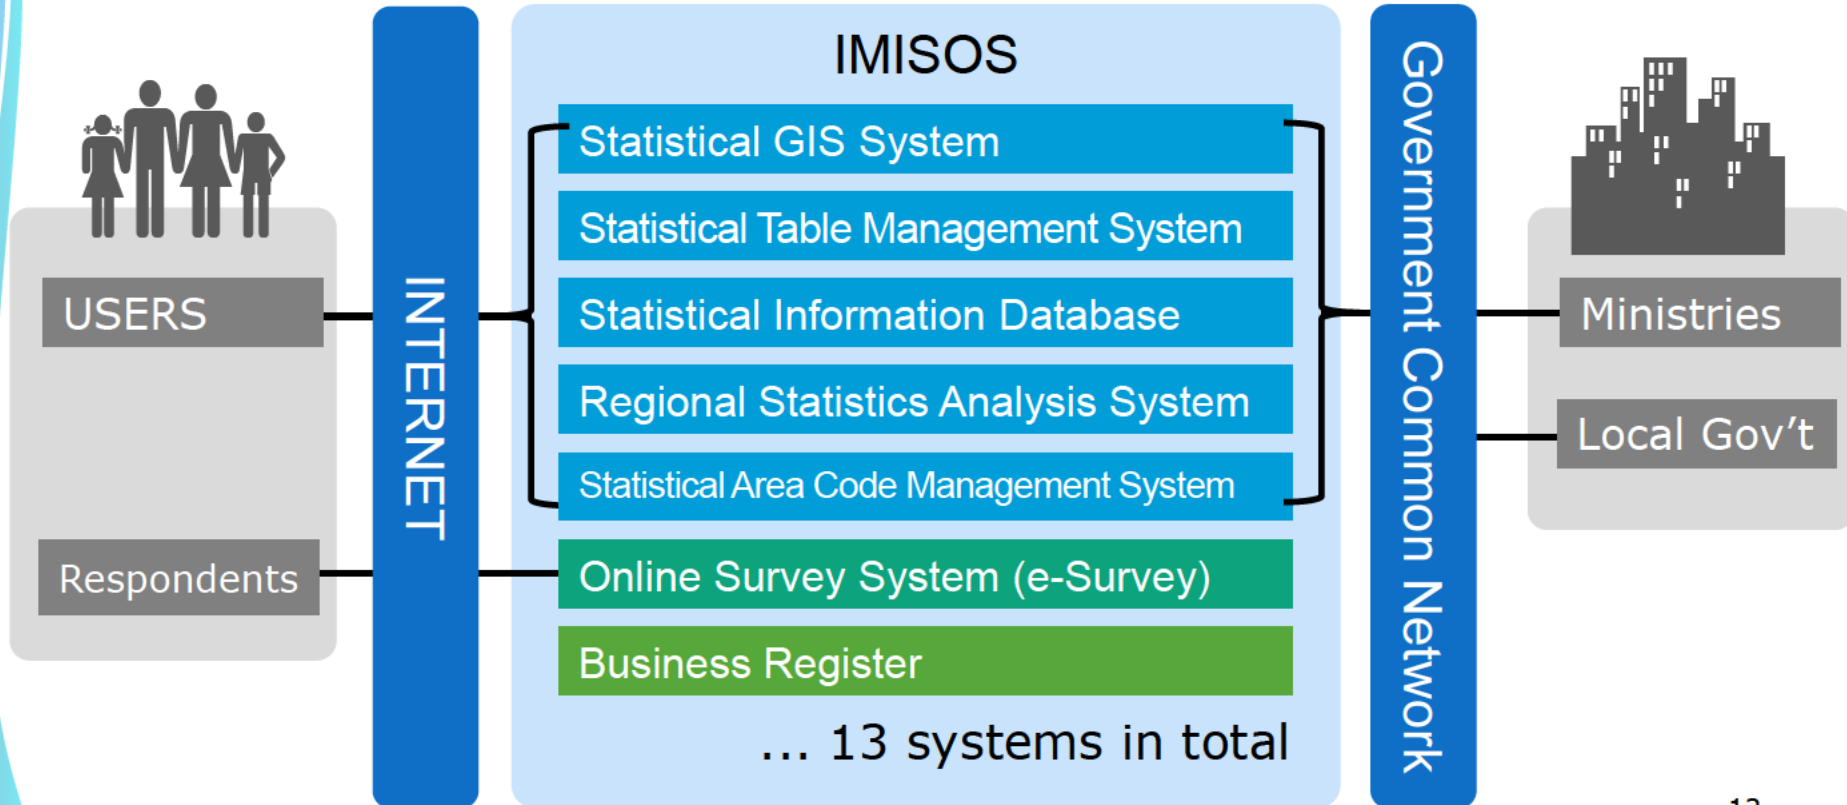 IMISOS
Statistical GIS System
Statistical Table Management System
Statistical Information Database
Regional Statistics Analysis System
Statistical Area Code Management System
Online Survey System (e-Survey)
Business Register
... 13 systems in total
USERS
Respondents
INTERNET
Government Common Network
Ministries
Local Gov't